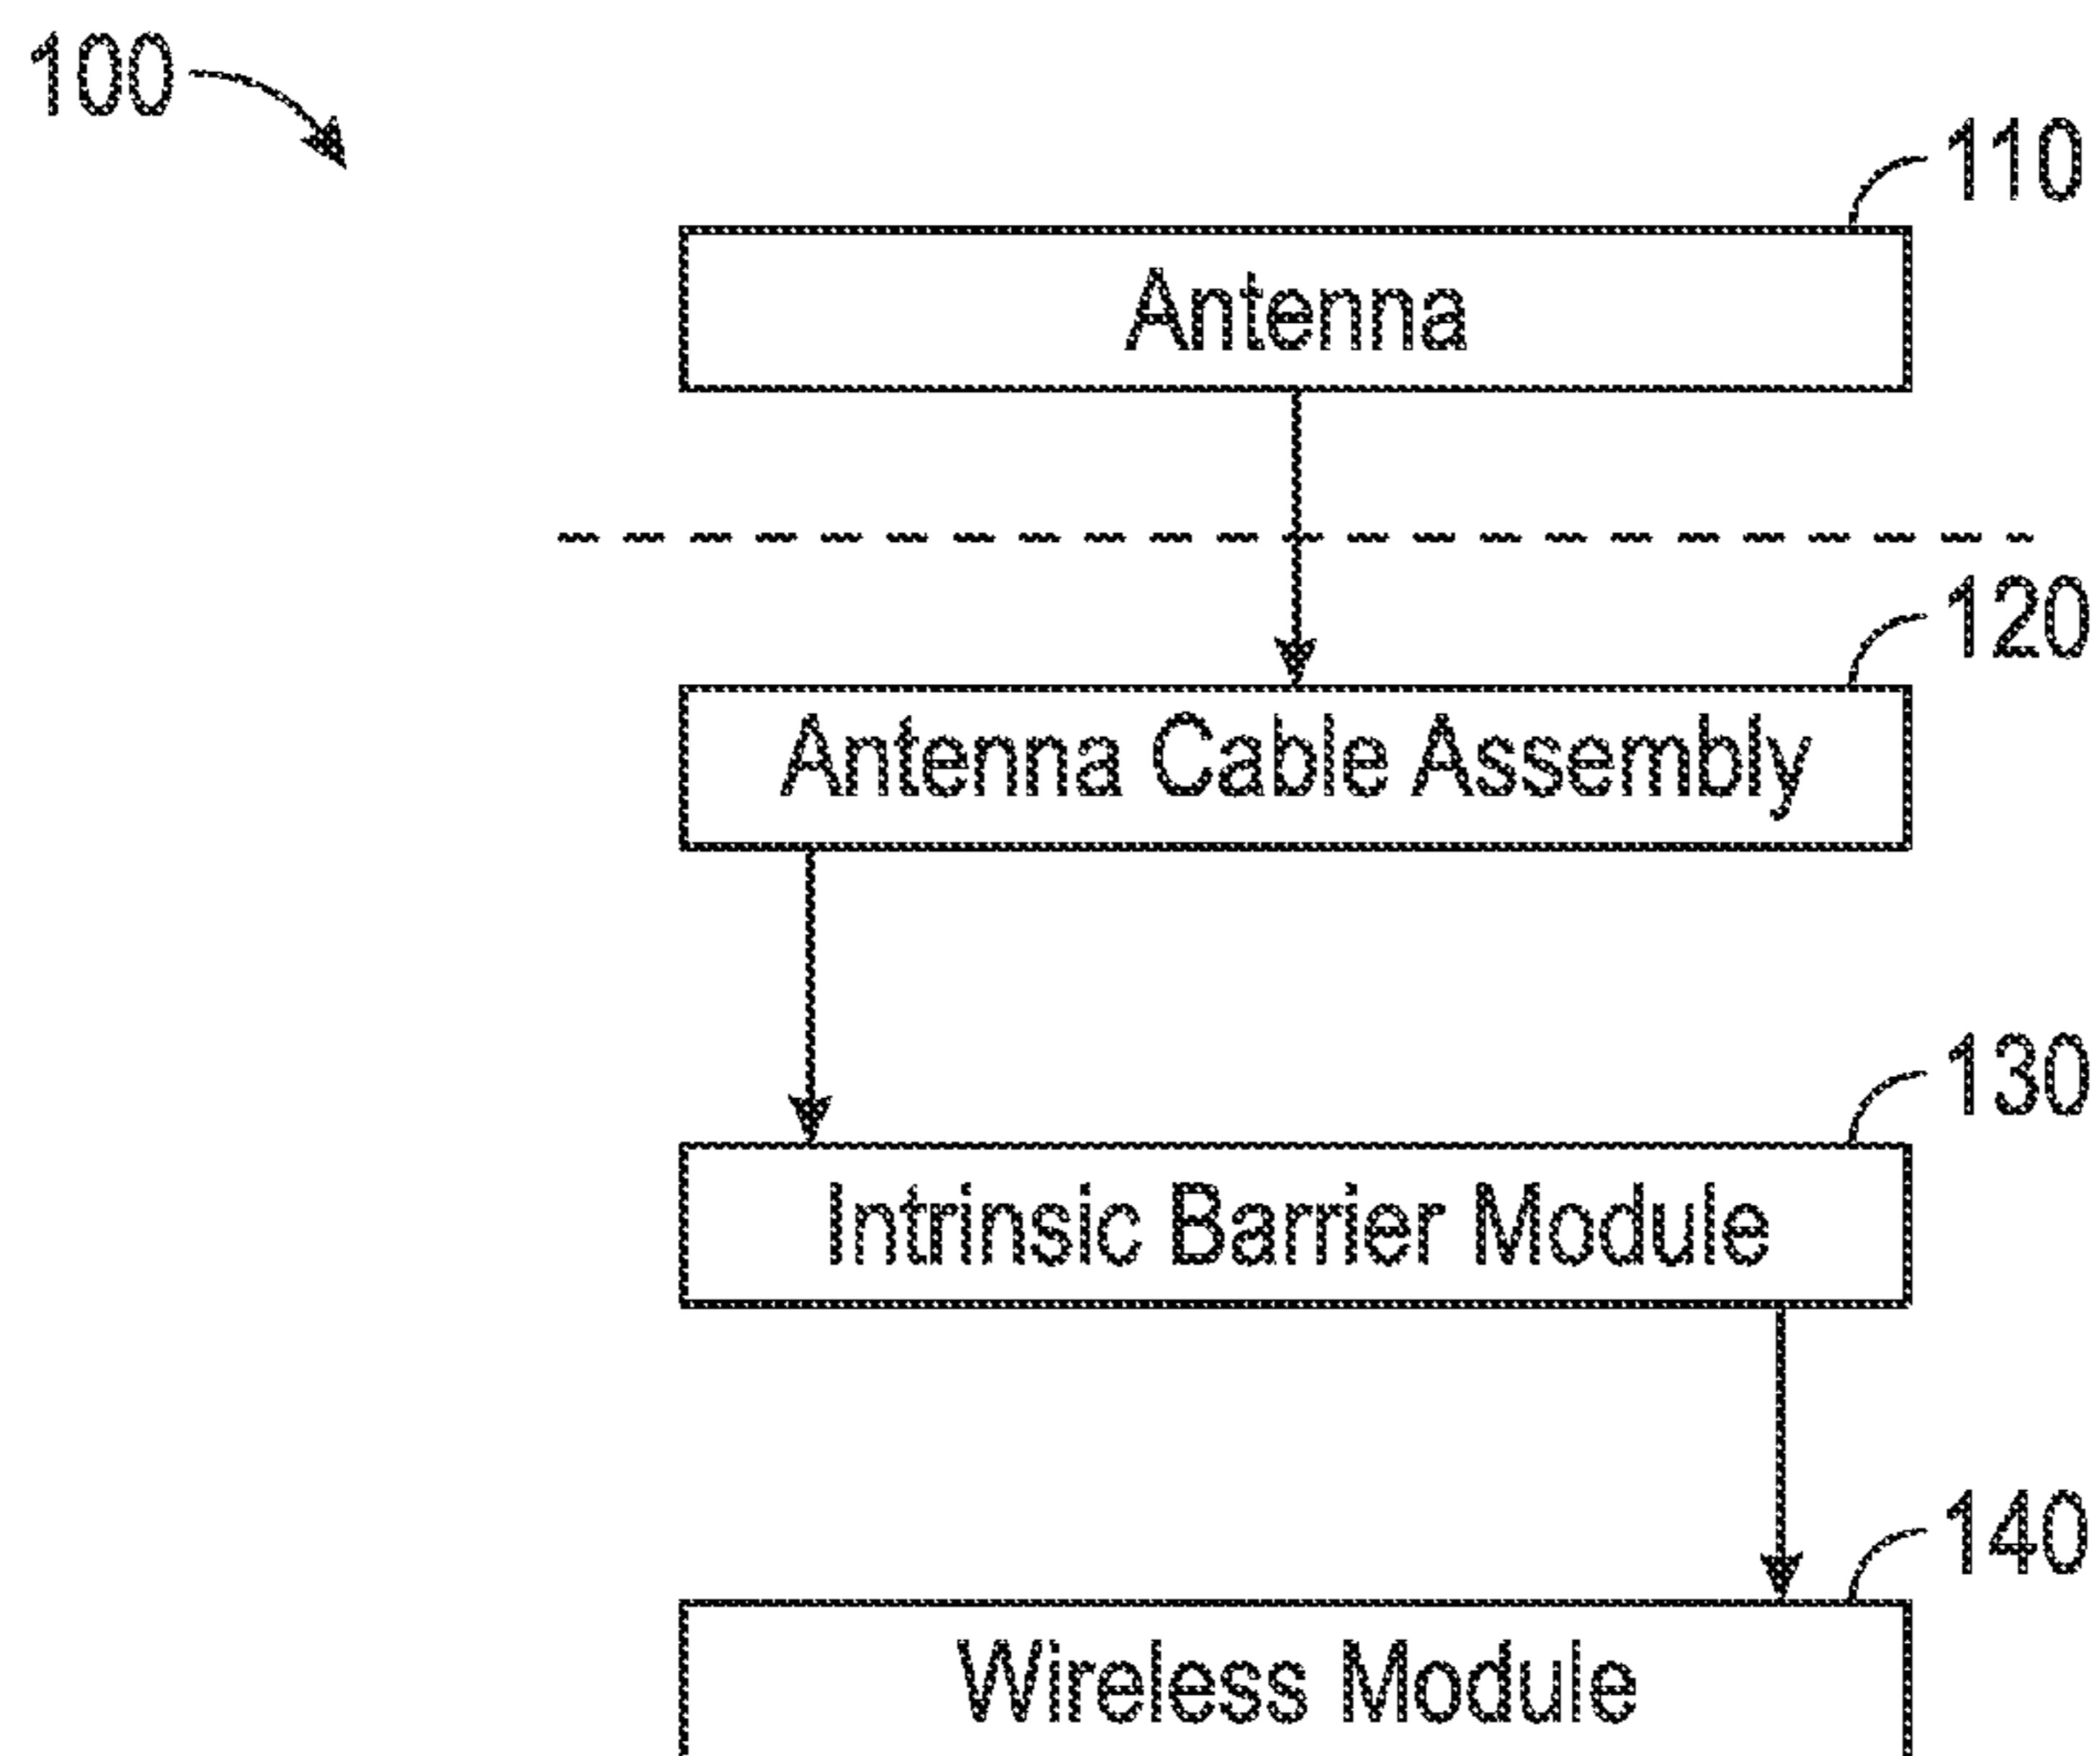 100
110
Antenna
120
Antenna Cable Assembly
130
Intrinsic Barrier Module
140
Wireless Module